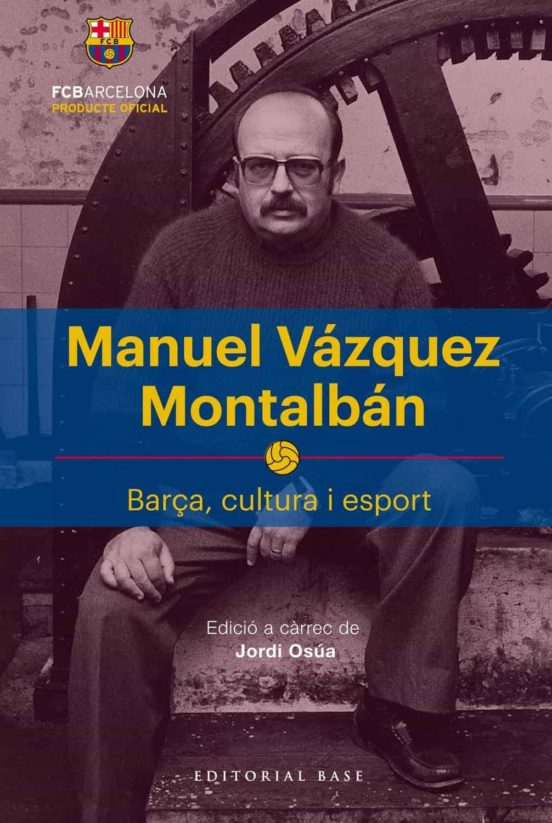 FCB
FCBARCELONA
PRODUCTE OFICIAL
Manuel Vázquez
Montalbán
Barça, cultura i esport
Edició a càrrec de
Jordi Osúa
EDITORIAL BASE